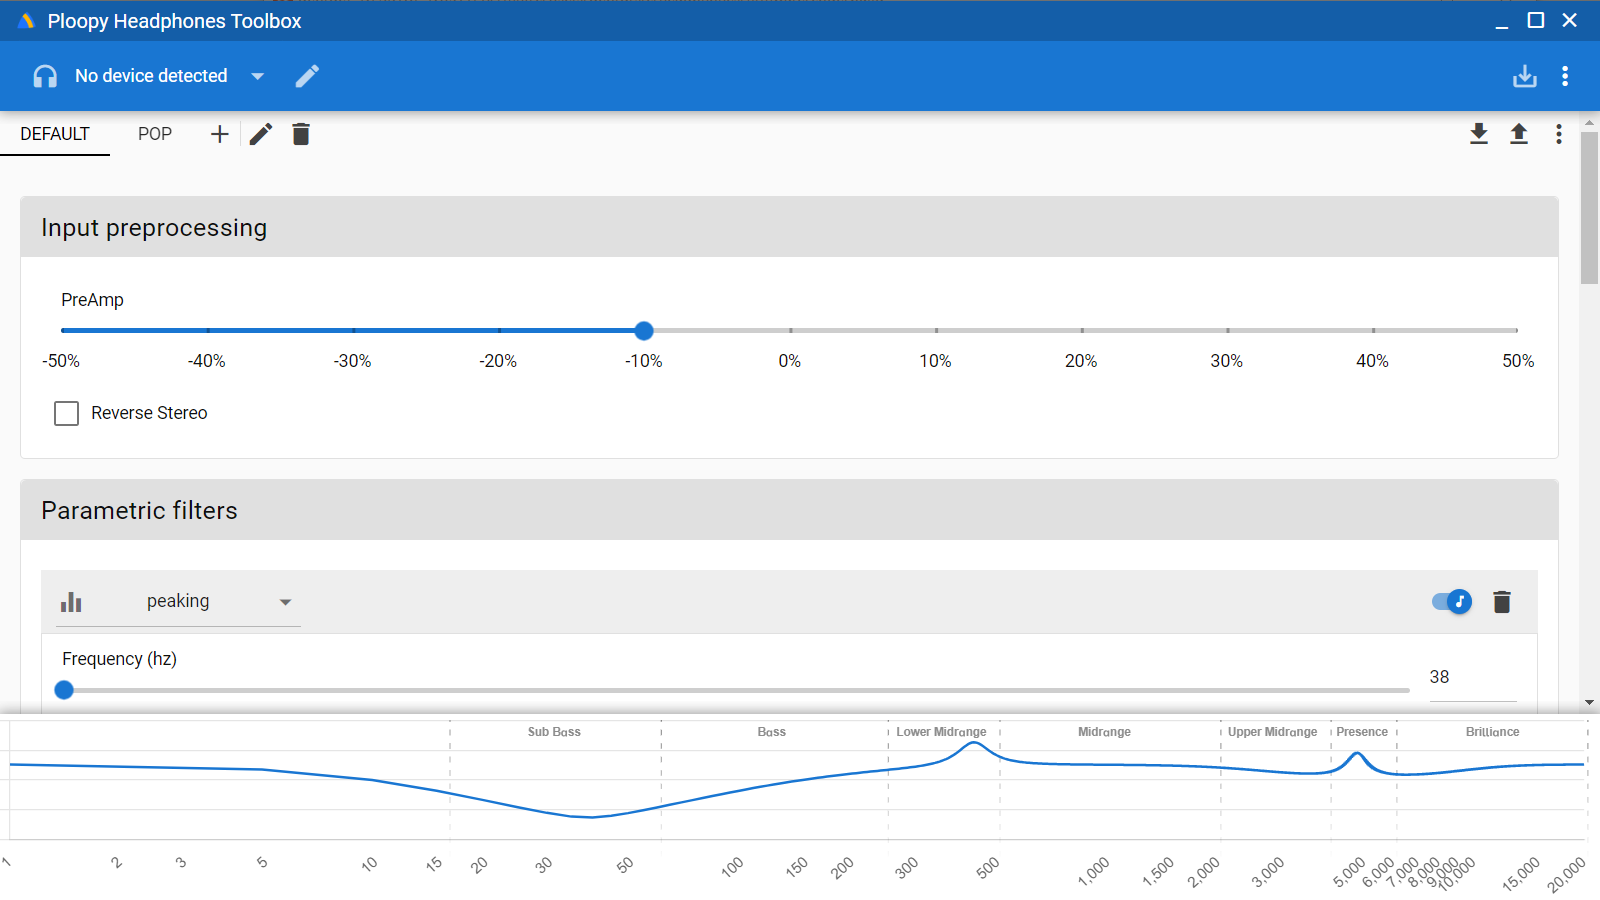 Ploopy Headphones Toolbox
No device detected
DEFAULT POP
Input preprocessing
PreAmp
-50% -40% -30% -20% -10% 0% 10% 20% 30% 40% 50%
Reverse Stereo
Parametric filters
peaking
Frequency (hz)
38
Sub Bass Bass Lower Midrange Midrange Upper Midrange Presence Brilliance
1 2 3 5 10 15 20 30 50 100 150 200 300 500 1,000 1,500 2,000 3,000 5,000 6,000 7,000 8,000 9,000 10,000 15,000 20,000